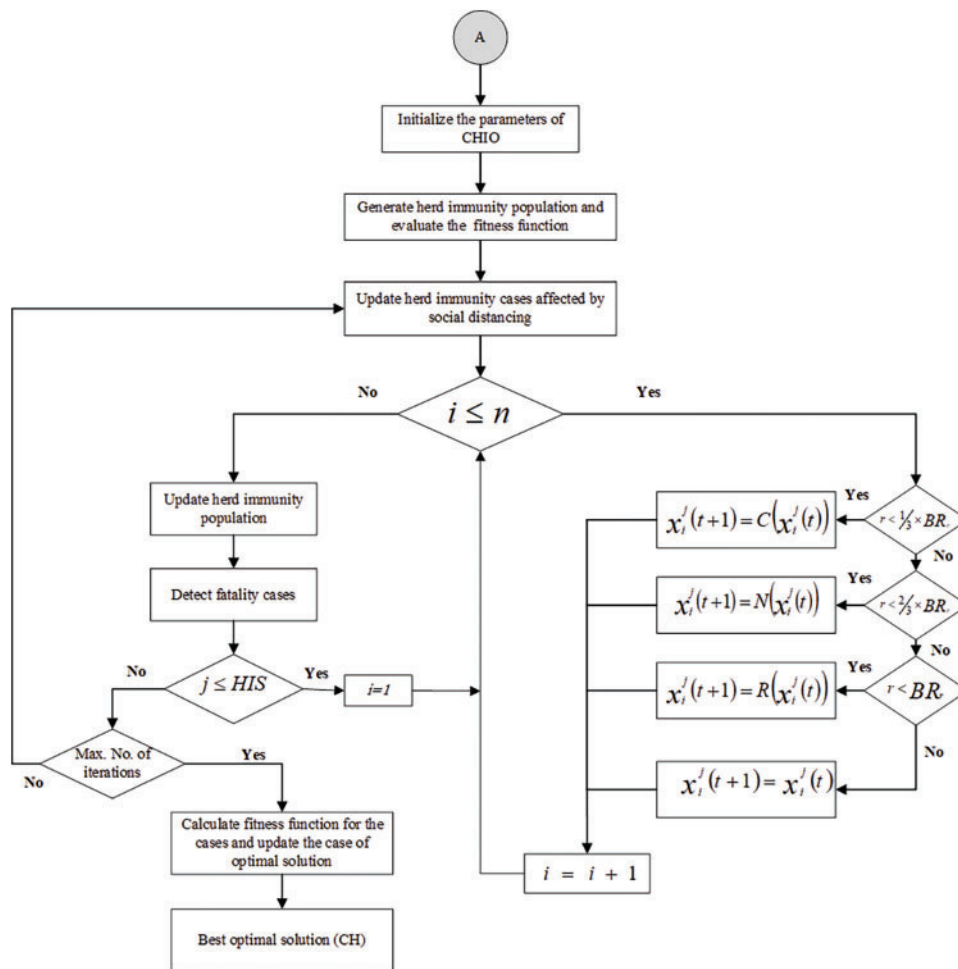 A
Initialize the parameters of
CHIO
Generate herd immunity population and
evaluate the fitness function
Update herd immunity cases affected by
social distancing
No
Yes
i ≤ n
Update herd immunity
population
Yes
x_i^j(t+1)=C(x_i^j(t))
r < 1/3 × BR_r
No
Detect fatality cases
Yes
x_i^j(t+1)=N(x_i^j(t))
r < 2/3 × BR_r
No
No
j ≤ HIS
Yes
i=1
Yes
x_i^j(t+1)=R(x_i^j(t))
r < BR_r
No
Max. No. of
iterations
No
Yes
x_i^j(t+1)=x_i^j(t)
Calculate fitness function for the
cases and update the case of
optimal solution
i = i + 1
Best optimal solution (CH)